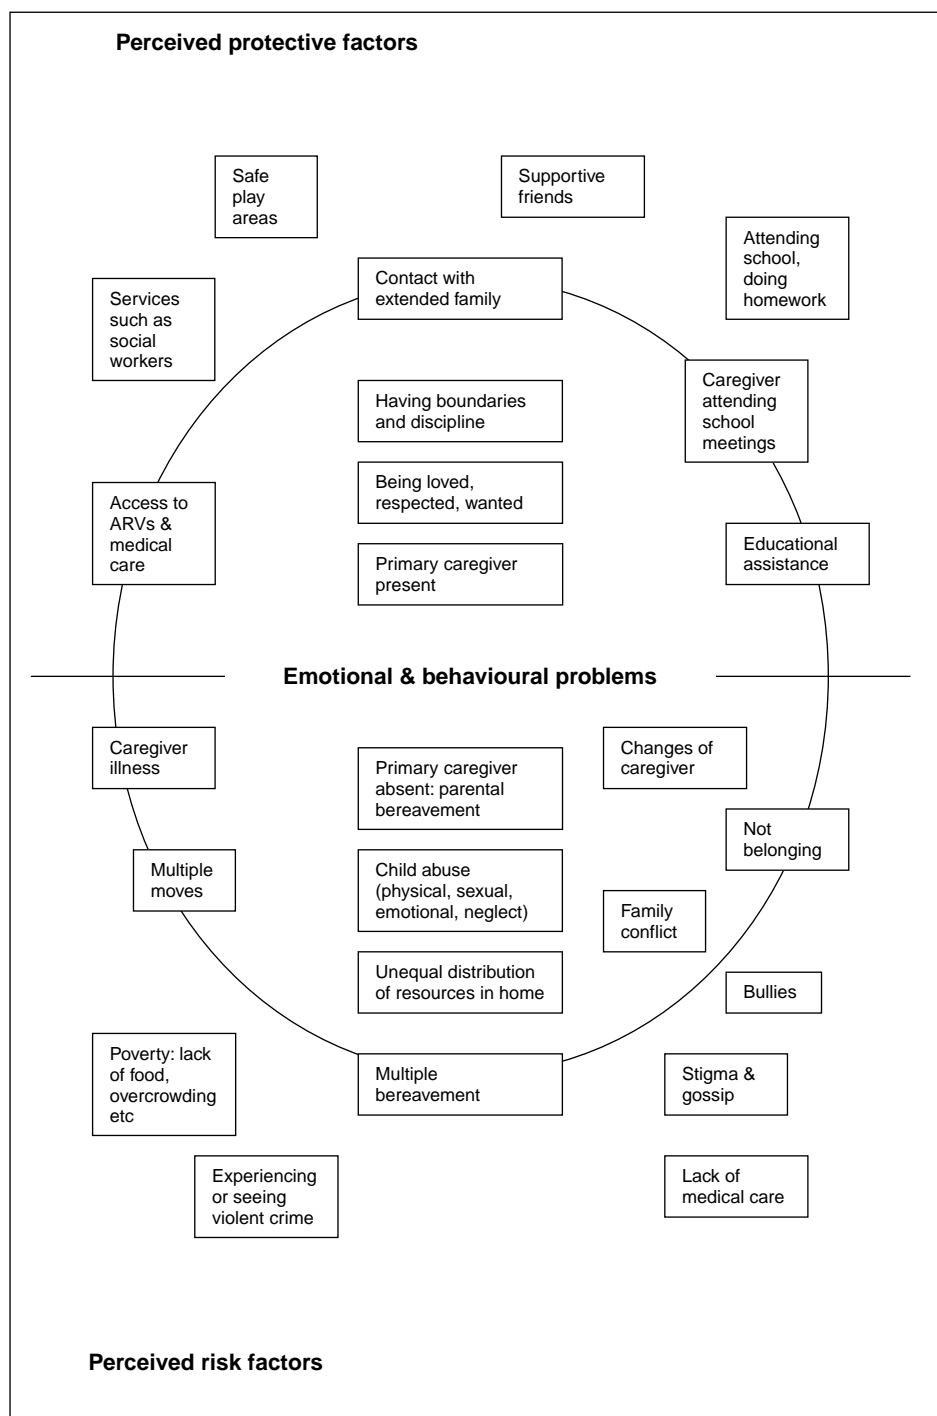 Perceived protective factors
Safe
play
areas
Supportive
friends
Attending
school,
doing
homework
Contact with
extended family
Services
such as
social
workers
Caregiver
attending
school
meetings
Having boundaries
and discipline
Being loved,
respected, wanted
Access to
ARVs &
medical
care
Educational
assistance
Primary caregiver
present
Emotional & behavioural problems
Caregiver
illness
Primary caregiver
absent: parental
bereavement
Changes of
caregiver
Not
belonging
Multiple
moves
Child abuse
(physical, sexual,
emotional, neglect)
Family
conflict
Unequal distribution
of resources in home
Bullies
Poverty: lack
of food,
overcrowding
etc
Multiple
bereavement
Stigma &
gossip
Experiencing
or seeing
violent crime
Lack of
medical care
Perceived risk factors